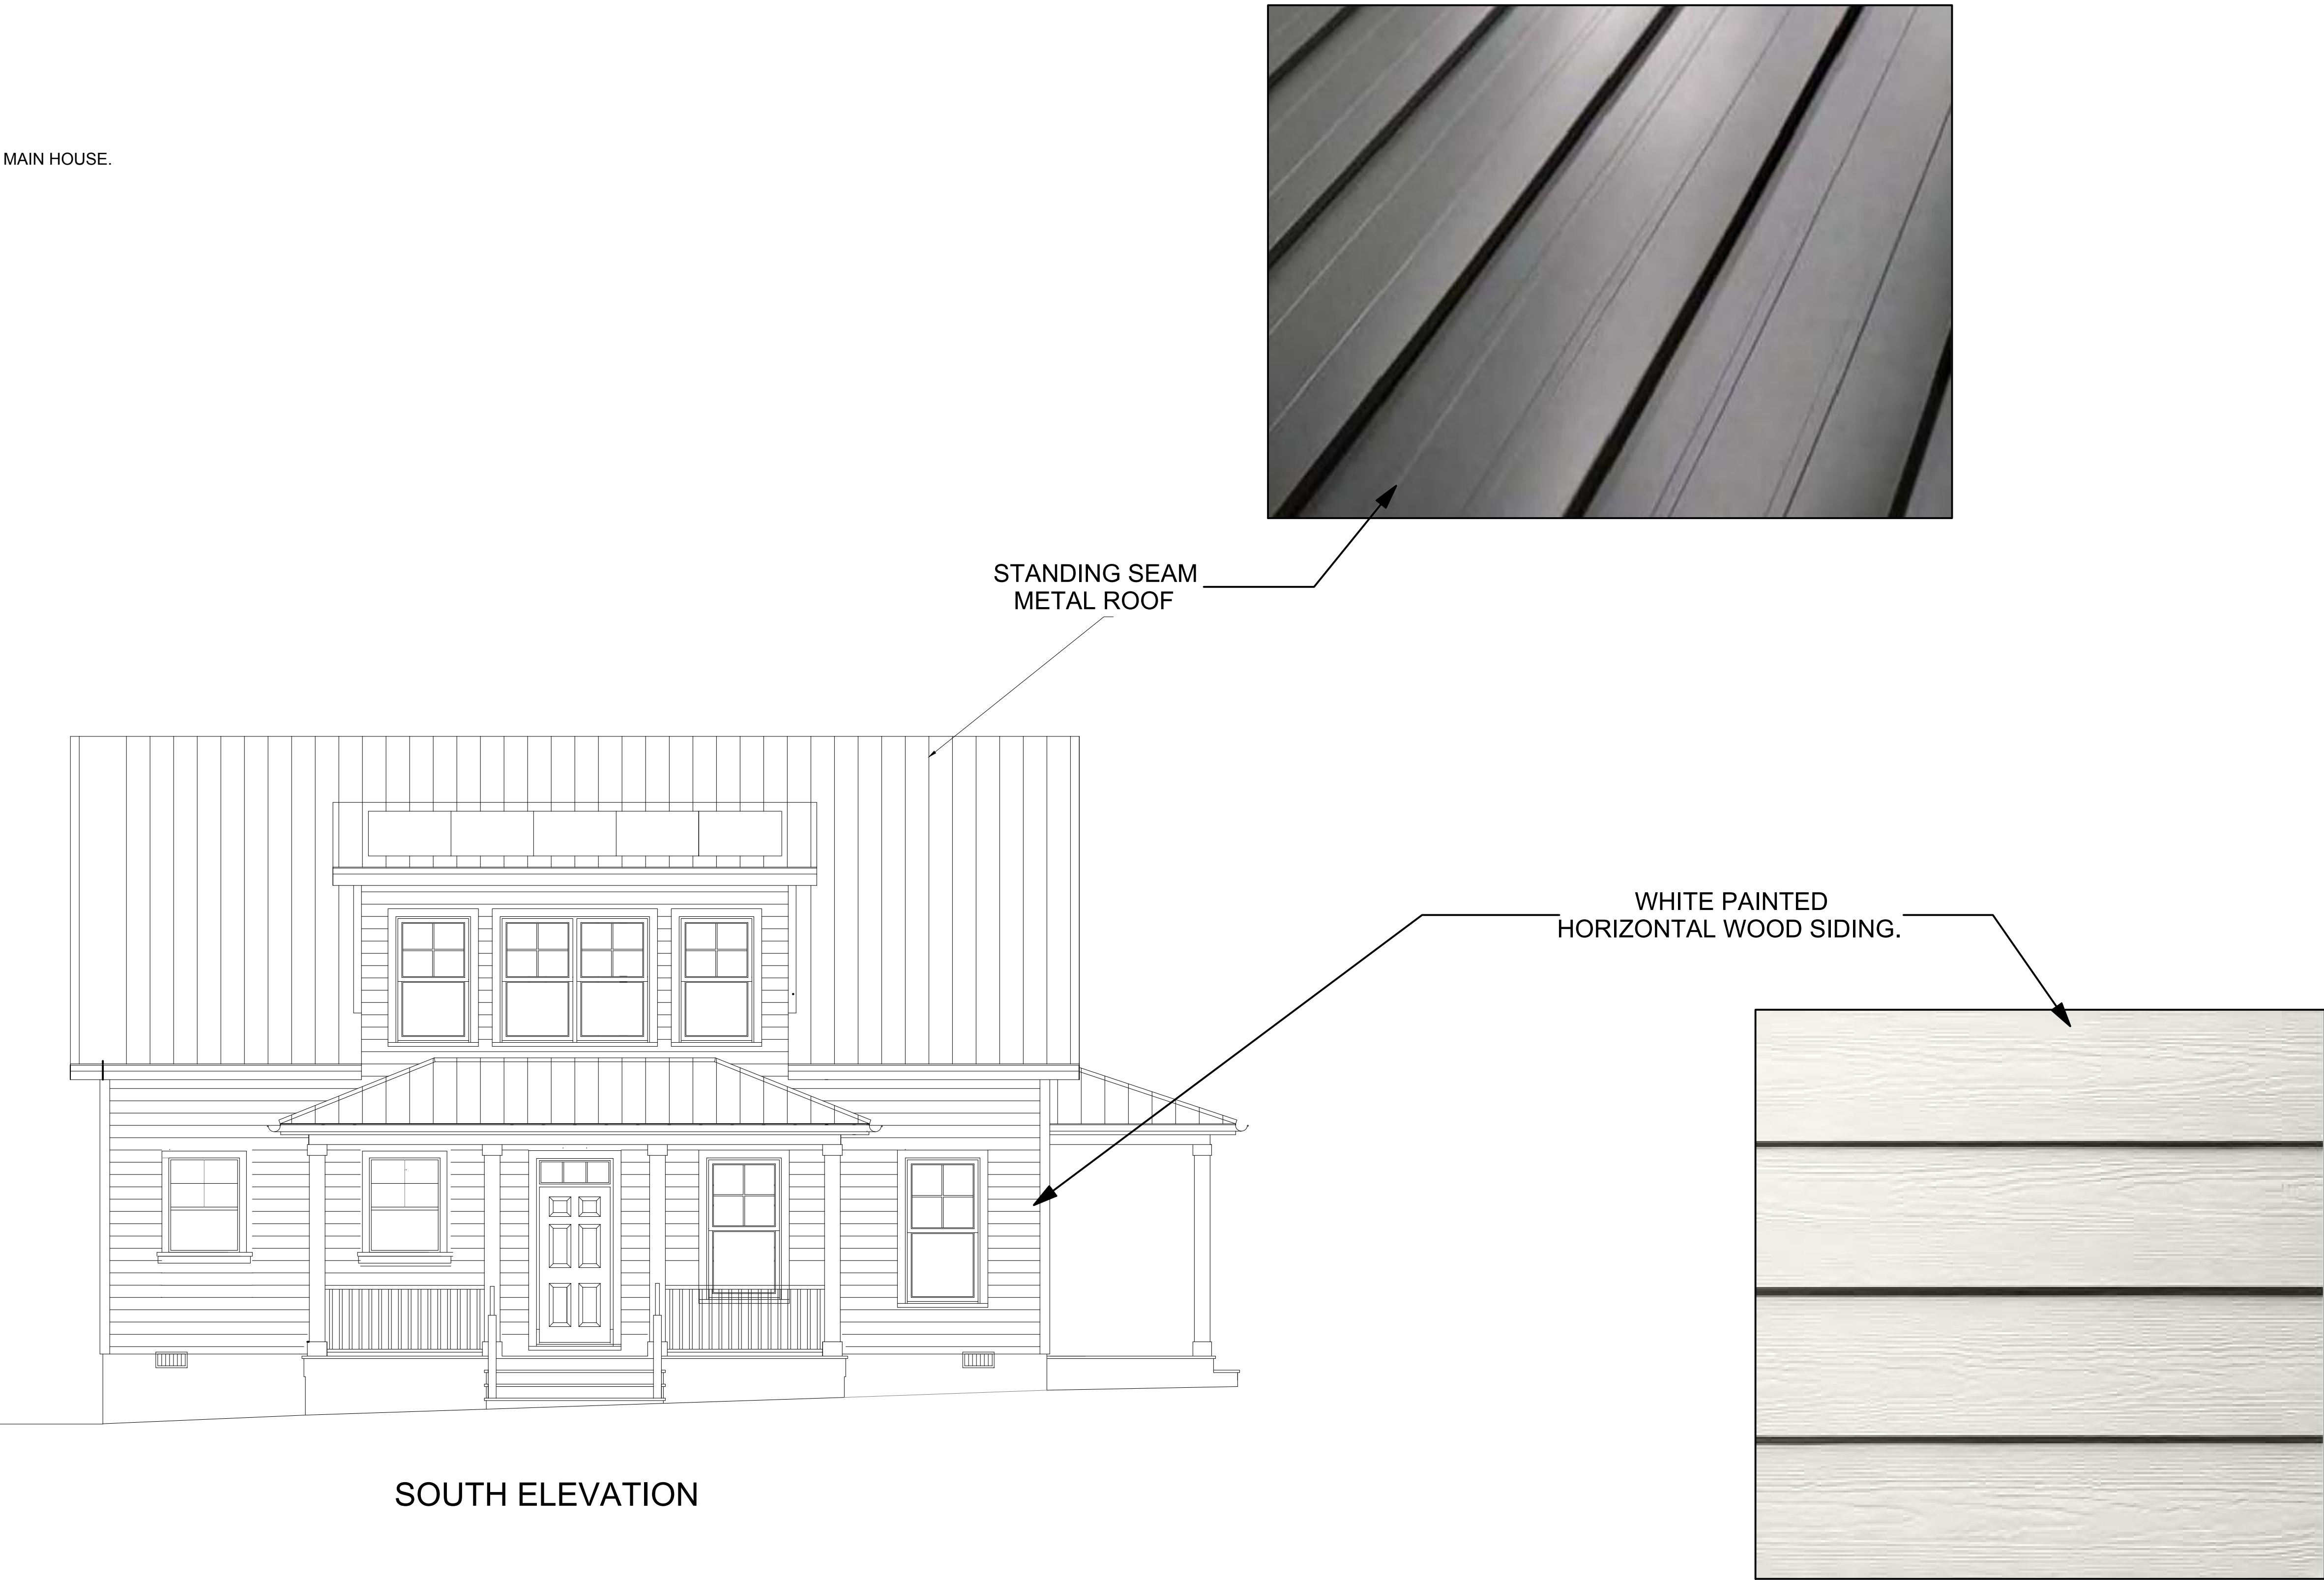 MAIN HOUSE.
STANDING SEAM
METAL ROOF
WHITE PAINTED
HORIZONTAL WOOD SIDING.
SOUTH ELEVATION